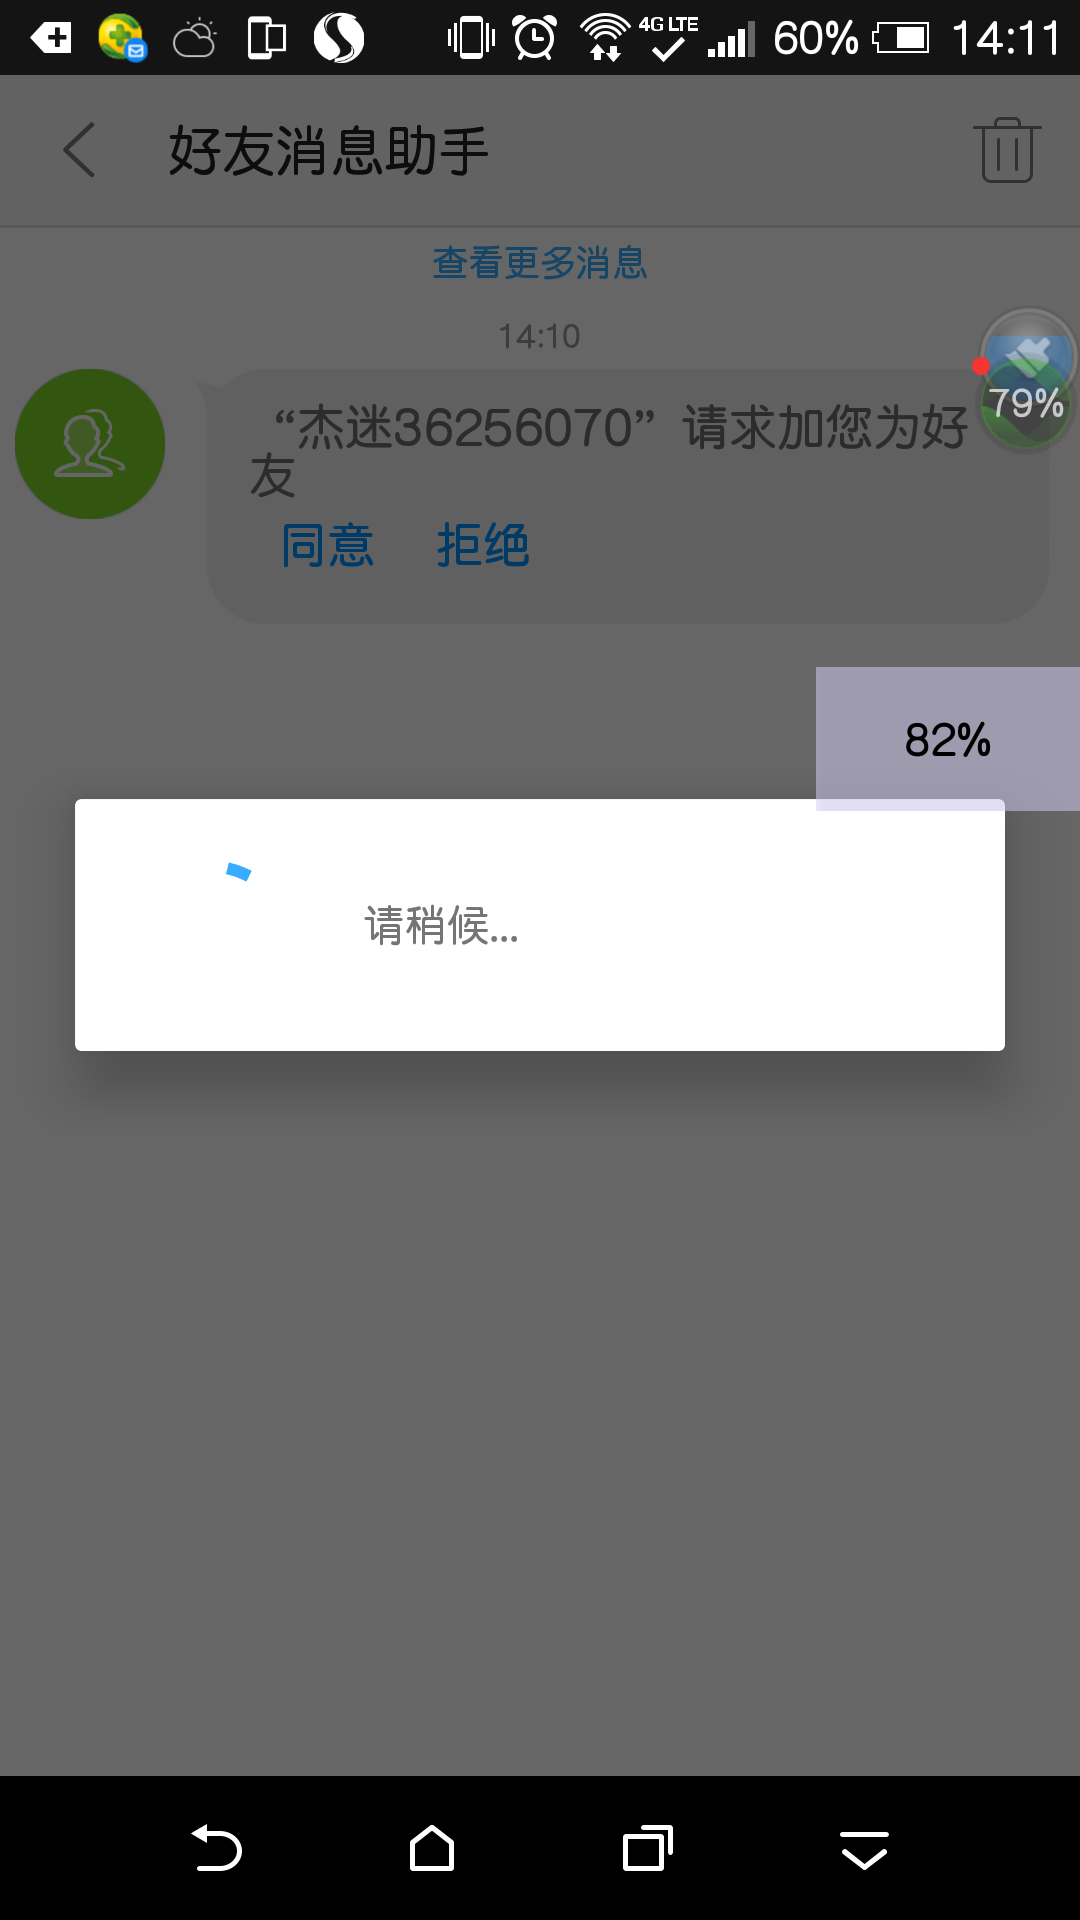 4G LTE 60% 14:11
好友消息助手
查看更多消息
14:10
79%
“杰迷36256070”请求加您为好
友
同意 拒绝
82%
请稍候...